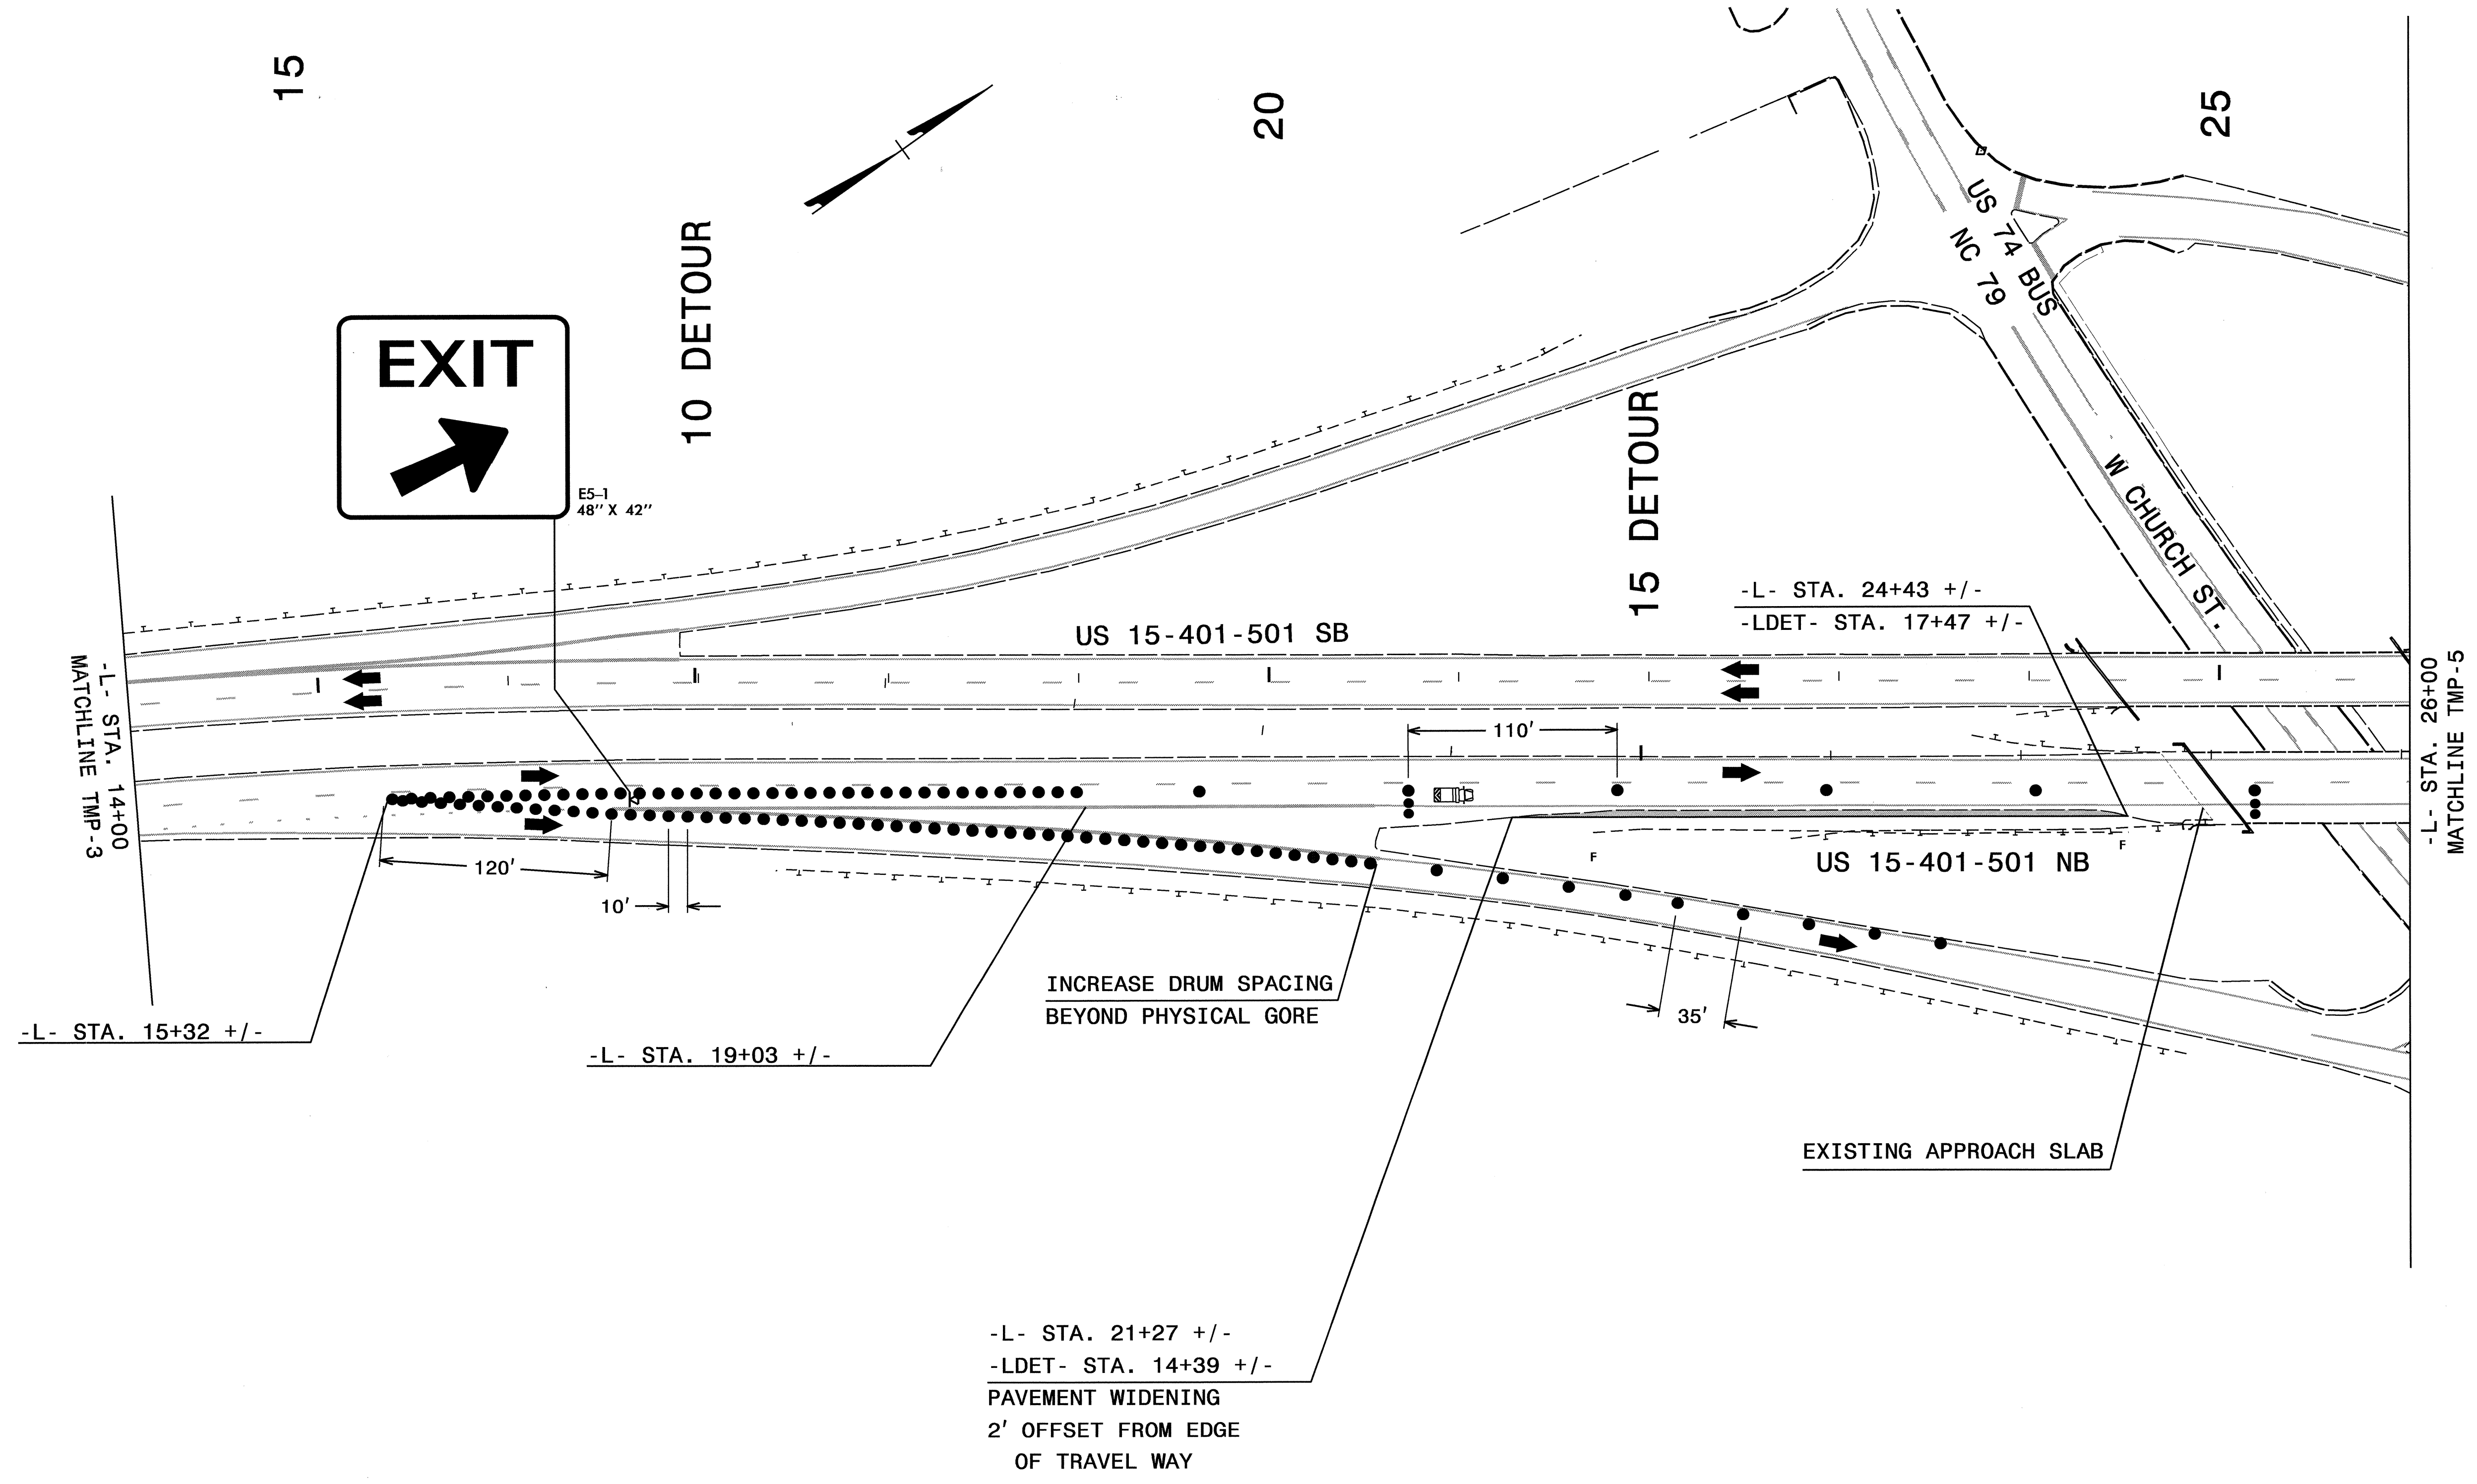 15
20
25
10 DETOUR
15 DETOUR
EXIT
E5-1
48" X 42"
US 74 BUS
NC 79
W CHURCH ST.
-L- STA. 24+43 +/-
-LDET- STA. 17+47 +/-
US 15-401-501 SB
-L- STA. 14+00
MATCHLINE TMP-3
-L- STA. 26+00
MATCHLINE TMP-5
110'
120'
10'
F
F
US 15-401-501 NB
INCREASE DRUM SPACING
BEYOND PHYSICAL GORE
35'
-L- STA. 15+32 +/-
-L- STA. 19+03 +/-
EXISTING APPROACH SLAB
-L- STA. 21+27 +/-
-LDET- STA. 14+39 +/-
PAVEMENT WIDENING
2' OFFSET FROM EDGE
OF TRAVEL WAY